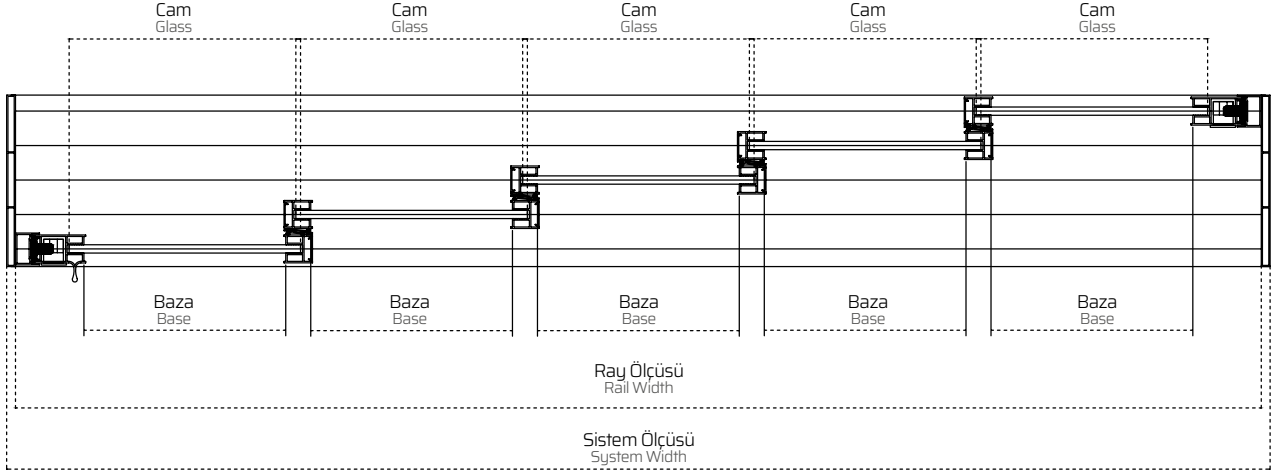 Cam
Glass
Cam
Glass
Cam
Glass
Cam
Glass
Cam
Glass
Baza
Base
Baza
Base
Baza
Base
Baza
Base
Baza
Base
Ray Ölçüsü
Rail Width
Sistem Ölçüsü
System Width